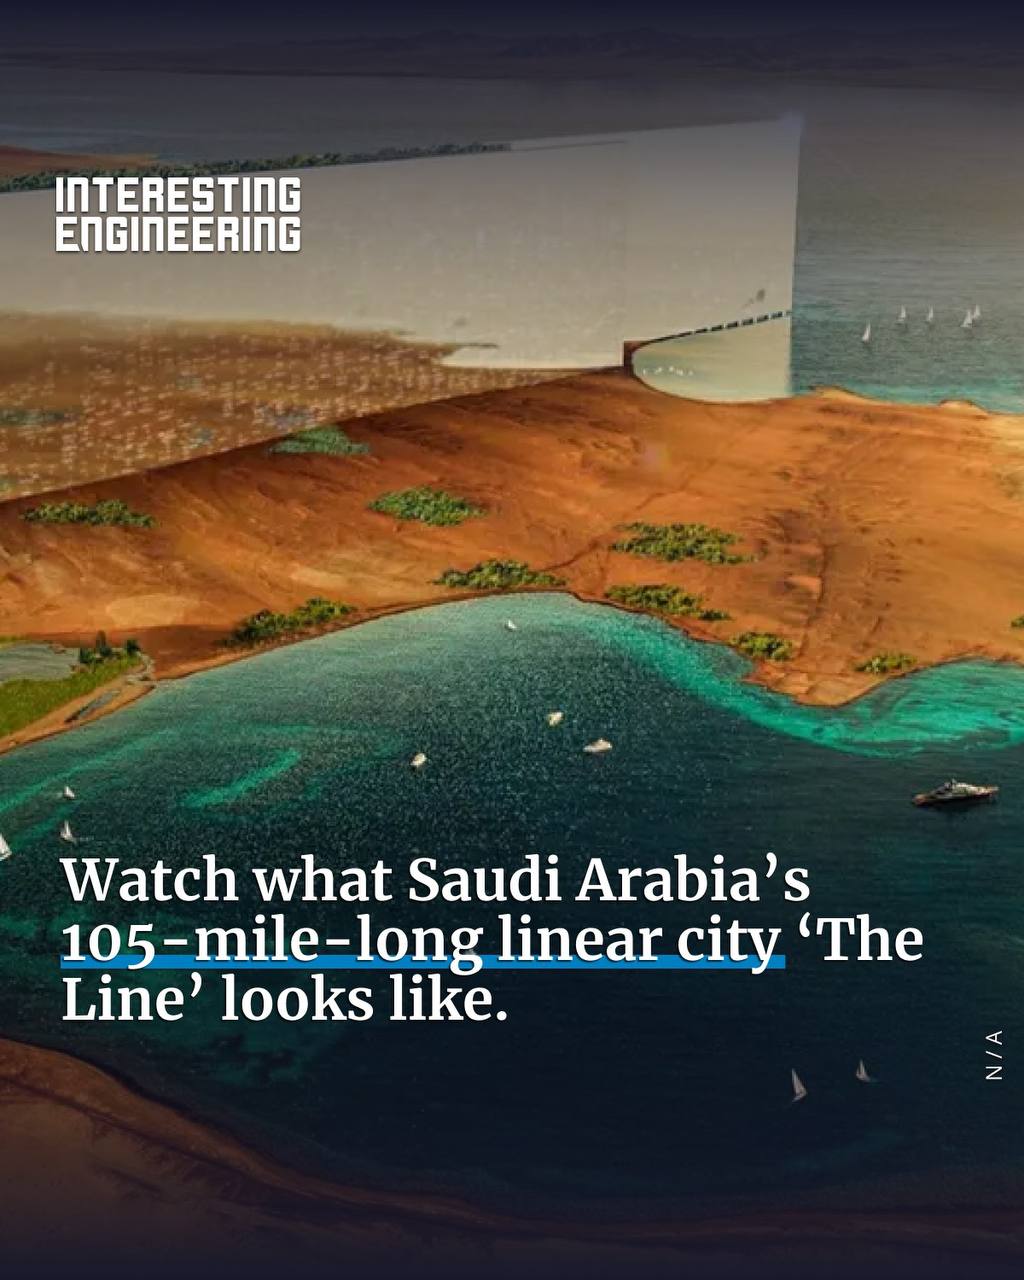 INTERESTING
ENGINEERING
Watch what Saudi Arabia’s
105-mile-long linear city ‘The
Line’ looks like.
N/A